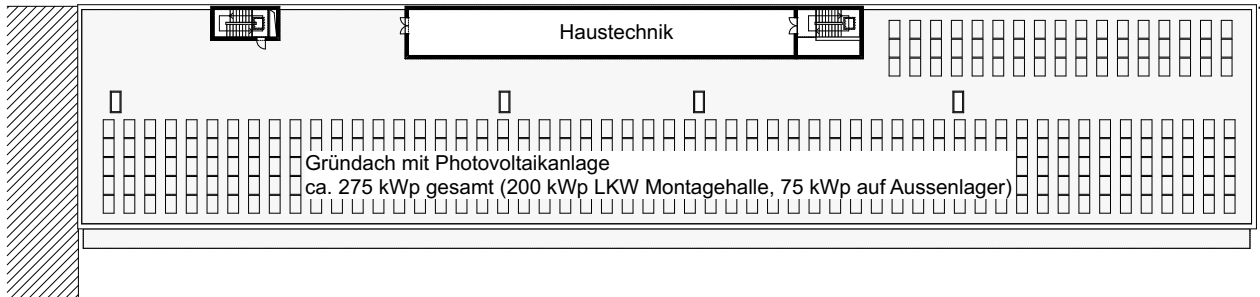 Haustechnik
Gründach mit Photovoltaikanlage
ca. 275 kWp gesamt (200 kWp LKW Montagehalle, 75 kWp auf Aussenlager)